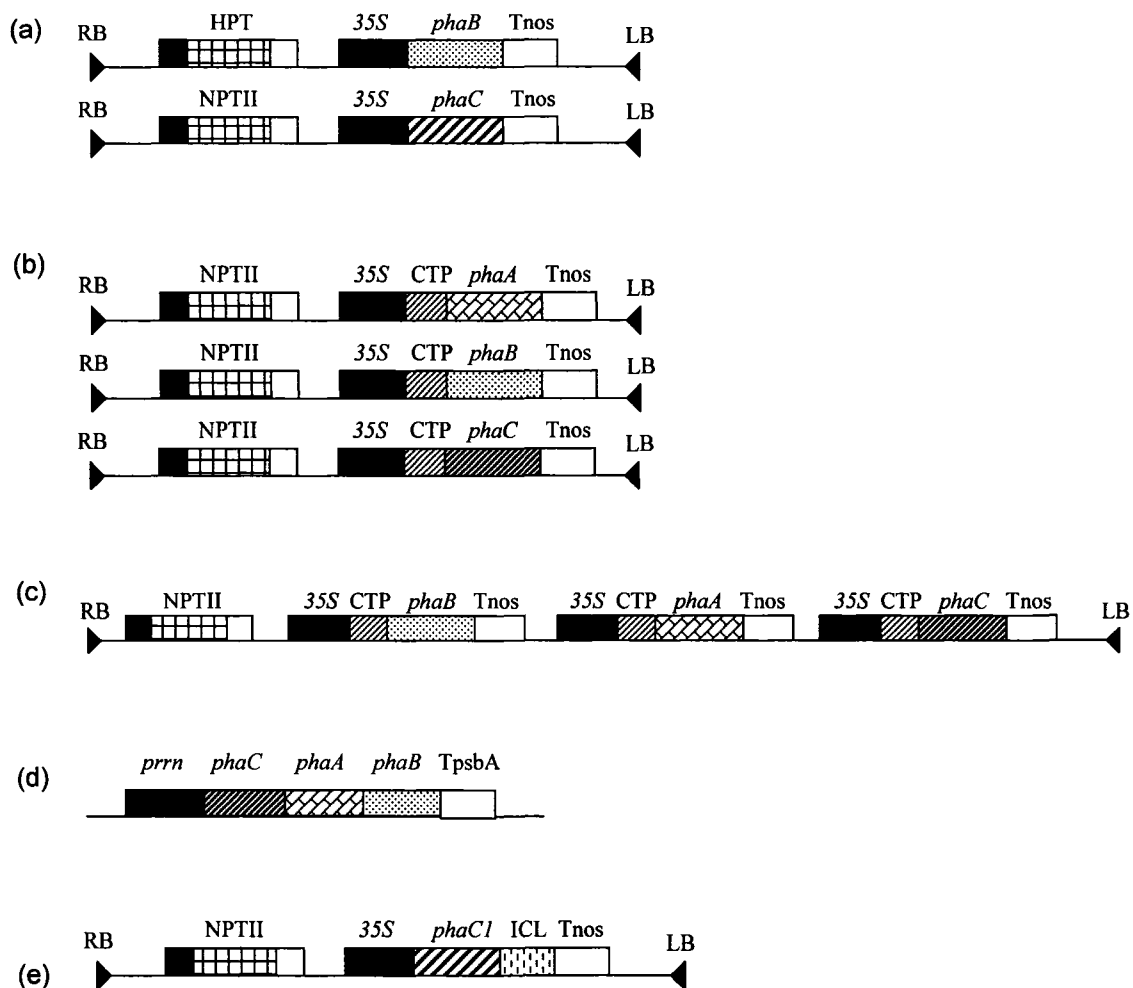 (a)
HPT 35S phaB Tnos
RB LB
NPTII 35S phaC Tnos
RB LB
(b)
NPTII 35S CTP phaA Tnos
RB LB
NPTII 35S CTP phaB Tnos
RB LB
NPTII 35S CTP phaC Tnos
RB LB
(c)
NPTII 35S CTP phaB Tnos 35S CTP phaA Tnos 35S CTP phaC Tnos
RB LB
(d)
prrn phaC phaA phaB TpsbA
(e)
NPTII 35S phaC1 ICL Tnos
RB LB